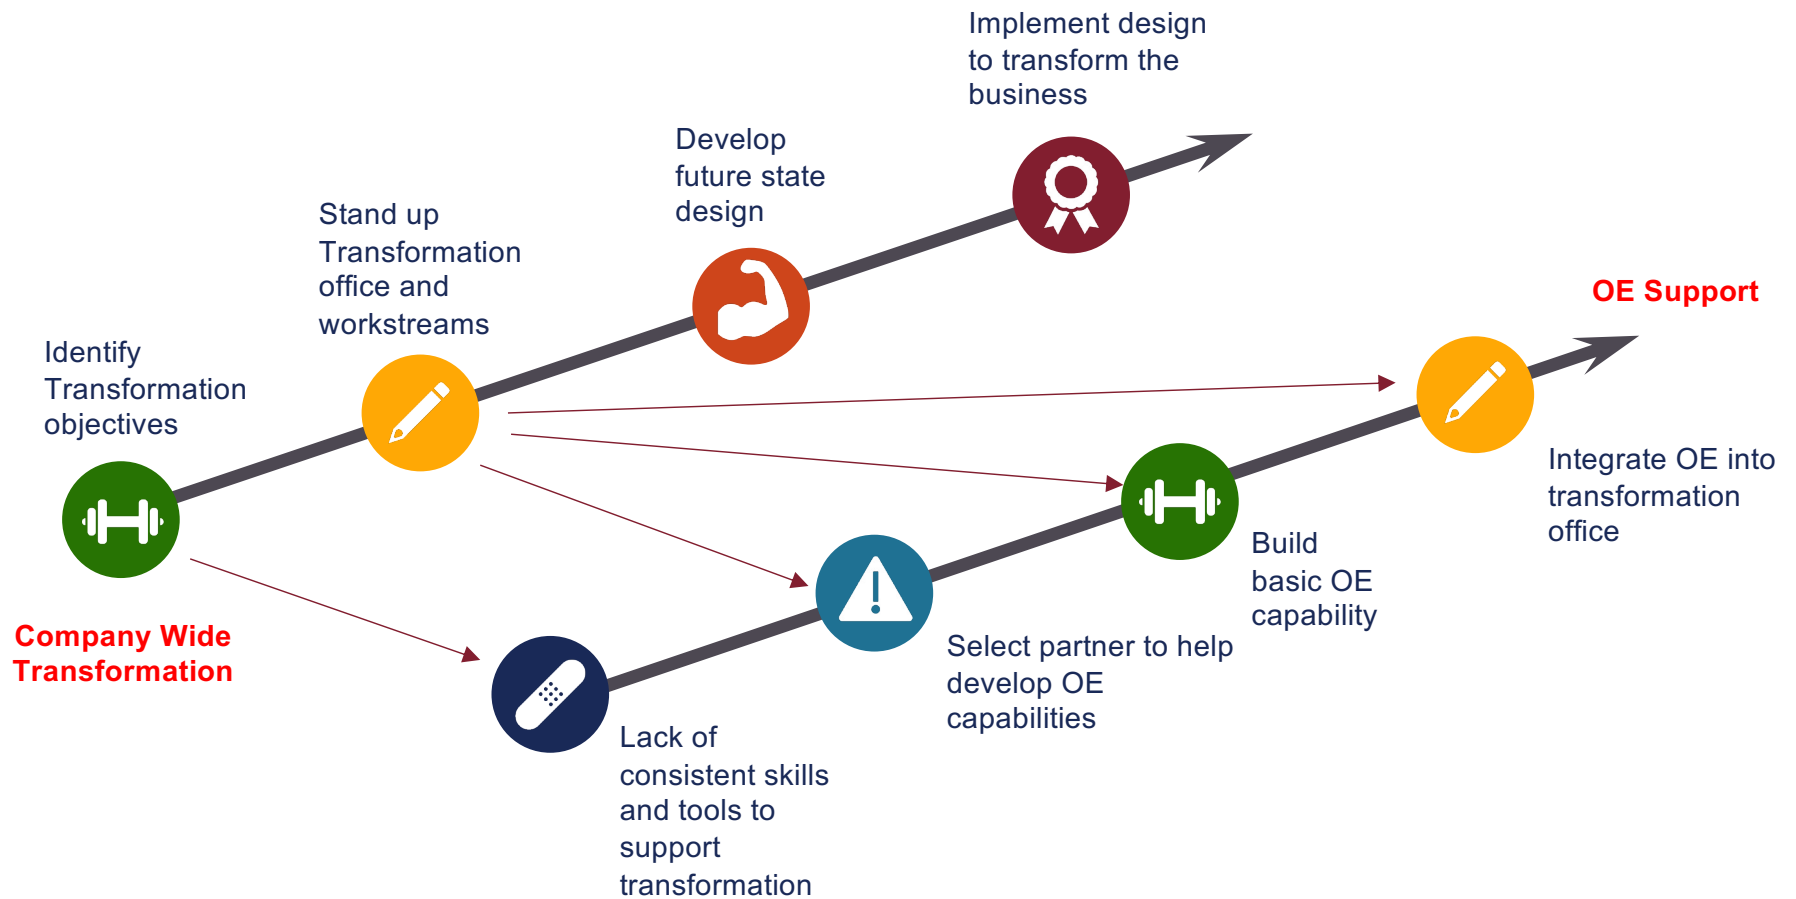 Implement design
to transform the
business
Develop
future state
design
Stand up
Transformation
office and
workstreams
Identify
Transformation
objectives
Company Wide
Transformation
OE Support
Integrate OE into
transformation
office
Build
basic OE
capability
Select partner to help
develop OE
capabilities
Lack of
consistent skills
and tools to
support
transformation